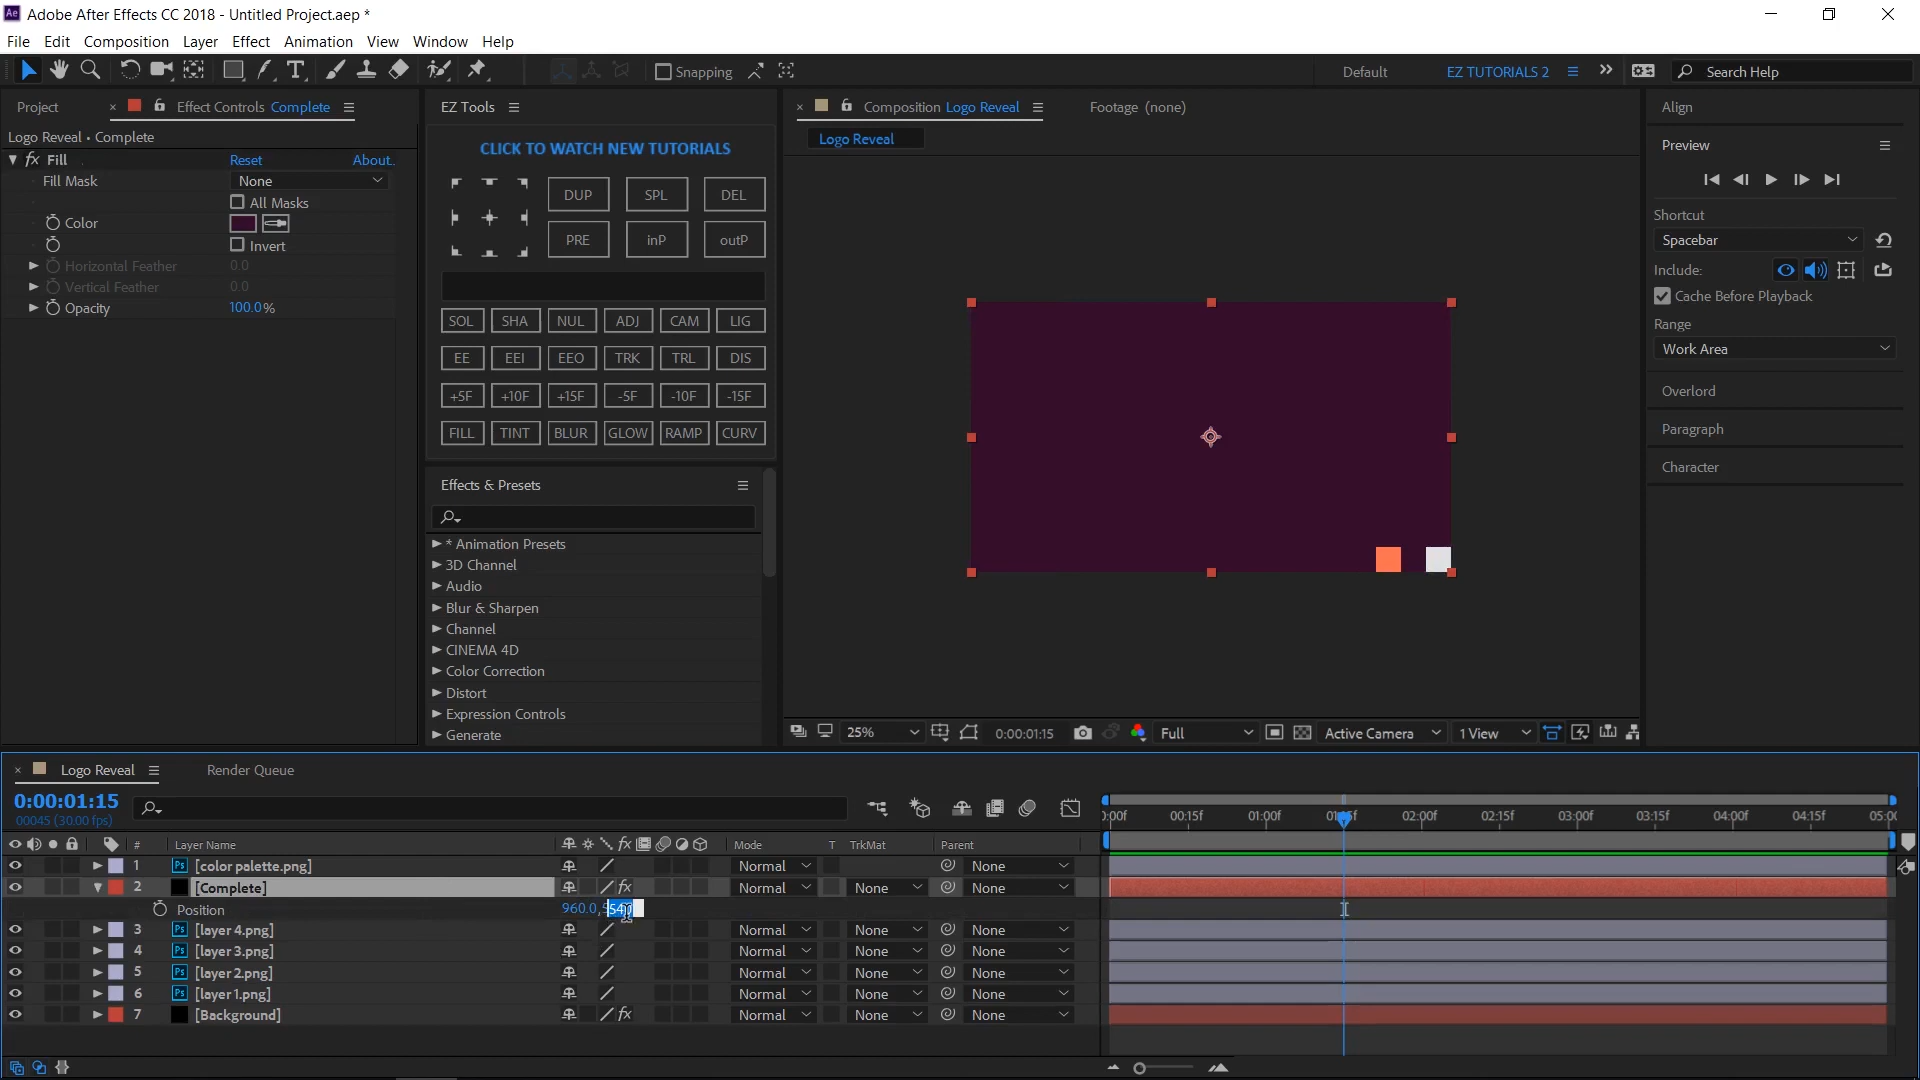 Adobe After Effects CC 2018 - Untitled Project.aep *
File Edit Composition Layer Effect Animation View Window Help
Snapping
Default EZ TUTORIALS 2 Search Help
Project Effect Controls Complete
Logo Reveal • Complete
fx Fill Reset About..
Fill Mask None
All Masks
Color
Invert
Horizontal Feather 0.0
Vertical Feather 0.0
Opacity 100.0%
EZ Tools
CLICK TO WATCH NEW TUTORIALS
DUP SPL DEL
PRE inP outP
SOL SHA NUL ADJ CAM LIG
EE EEI EEO TRK TRL DIS
+5F +10F +15F -5F -10F -15F
FILL TINT BLUR GLOW RAMP CURV
Effects & Presets
* Animation Presets
3D Channel
Audio
Blur & Sharpen
Channel
CINEMA 4D
Color Correction
Distort
Expression Controls
Generate
Composition Logo Reveal Footage (none)
Logo Reveal
25% 0:00:01:15 Full Active Camera 1 View
Align
Preview
Shortcut
Spacebar
Include:
Cache Before Playback
Range
Work Area
Overlord
Paragraph
Character
Logo Reveal Render Queue
0:00:01:15
00045 (30.00 fps)
# Layer Name fx Mode T TrkMat Parent
00:15f 01:00f 02:00f 02:15f 03:00f 03:15f 04:00f 04:15f
1 Ps [color palette.png] Normal None
2 [Complete] fx Normal None None
Position 960.0,
3 Ps [layer 4.png] Normal None None
4 Ps [layer 3.png] Normal None None
5 Ps [layer 2.png] Normal None None
6 Ps [layer 1.png] Normal None None
7 [Background] fx Normal None None